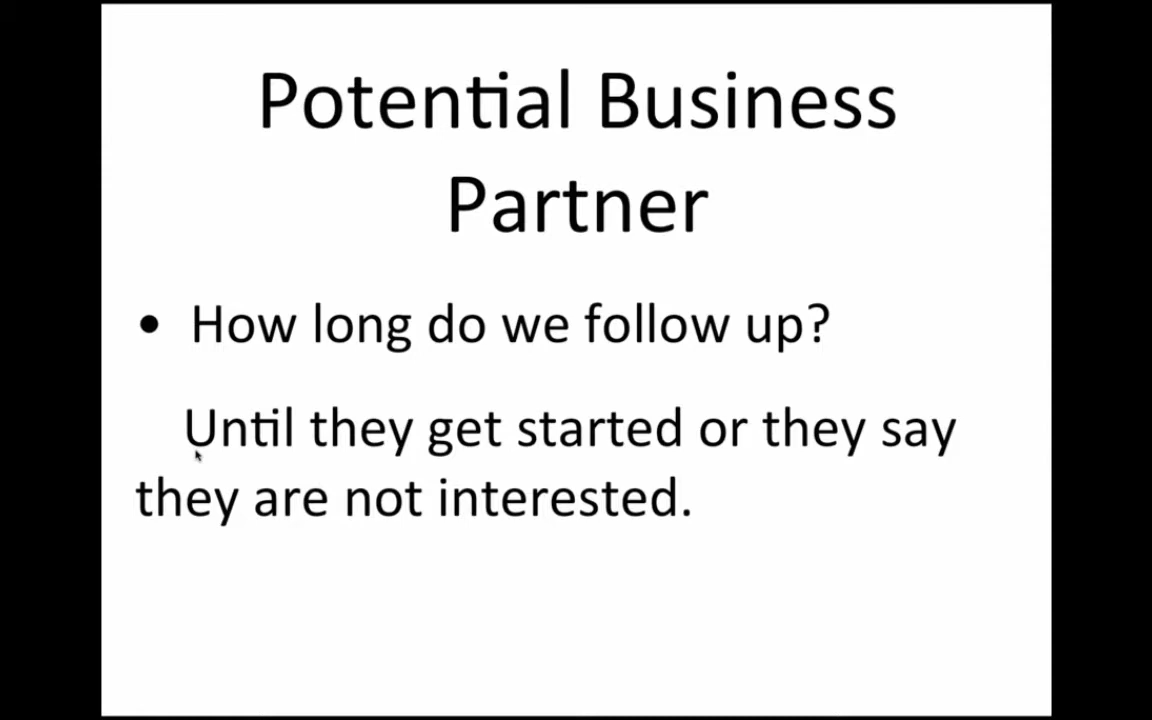 Potential Business
Partner
• How long do we follow up?
Until they get started or they say
they are not interested.